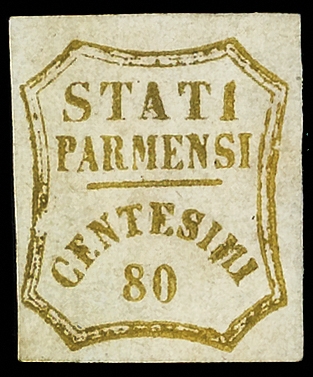 STATI
PARMENSI
CENTESIMI
80